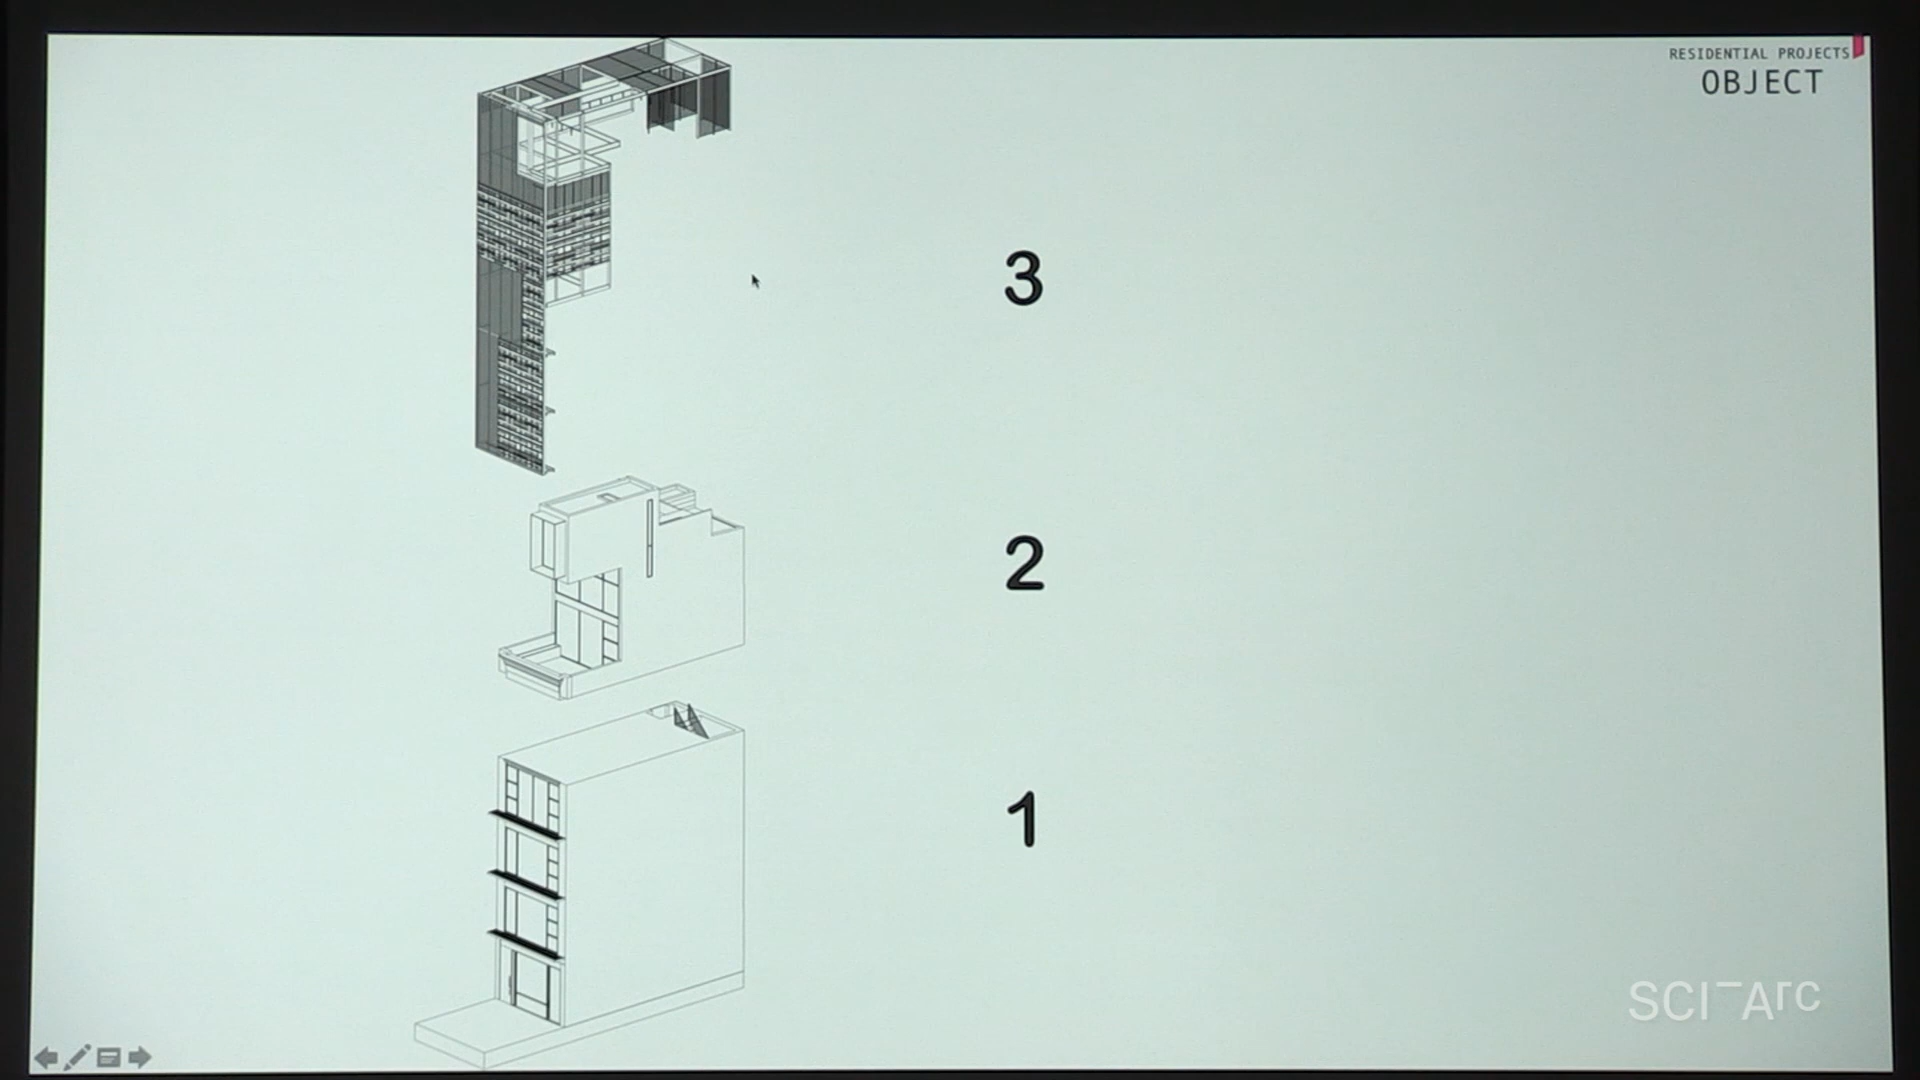 RESIDENTIAL PROJECTS
OBJECT
3
2
1
SCI-Arc